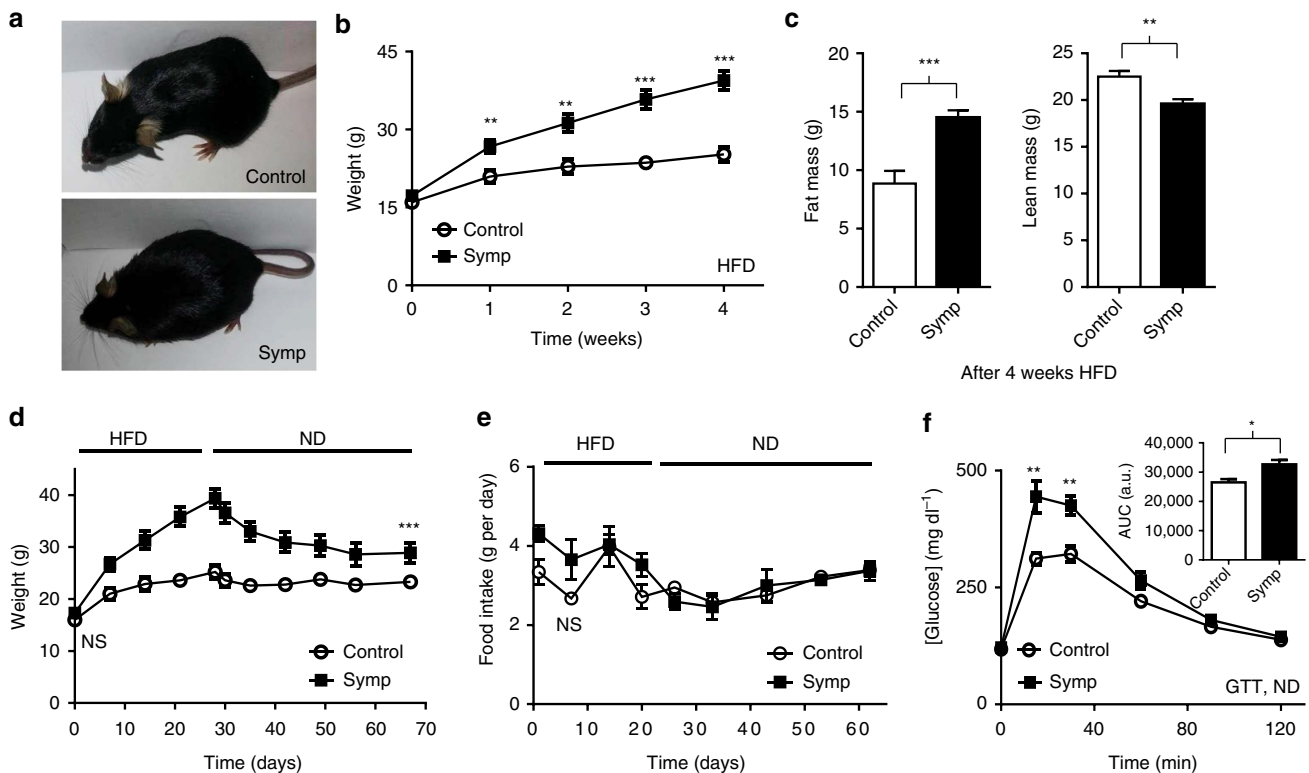 a
Control
Symp
b
45
30
15
0
Weight (g)
** 
**
***
***
Control
Symp
HFD
0 1 2 3 4
Time (weeks)
c
20
15
10
5
0
Fat mass (g)
***
Control
Symp
25
20
15
10
5
0
Lean mass (g)
**
Control
Symp
After 4 weeks HFD
d
HFD ND
40
30
20
10
0
Weight (g)
***
NS
Control
Symp
0 10 20 30 40 50 60 70
Time (days)
e
HFD ND
6
4
2
0
Food intake (g per day)
NS
Control
Symp
0 10 20 30 40 50 60
Time (days)
f
500
250
0
[Glucose] (mg dl⁻¹)
**
**
Control
Symp
GTT, ND
0 40 80 120
Time (min)
40,000
30,000
20,000
10,000
0
AUC (a.u.)
*
Control
Symp